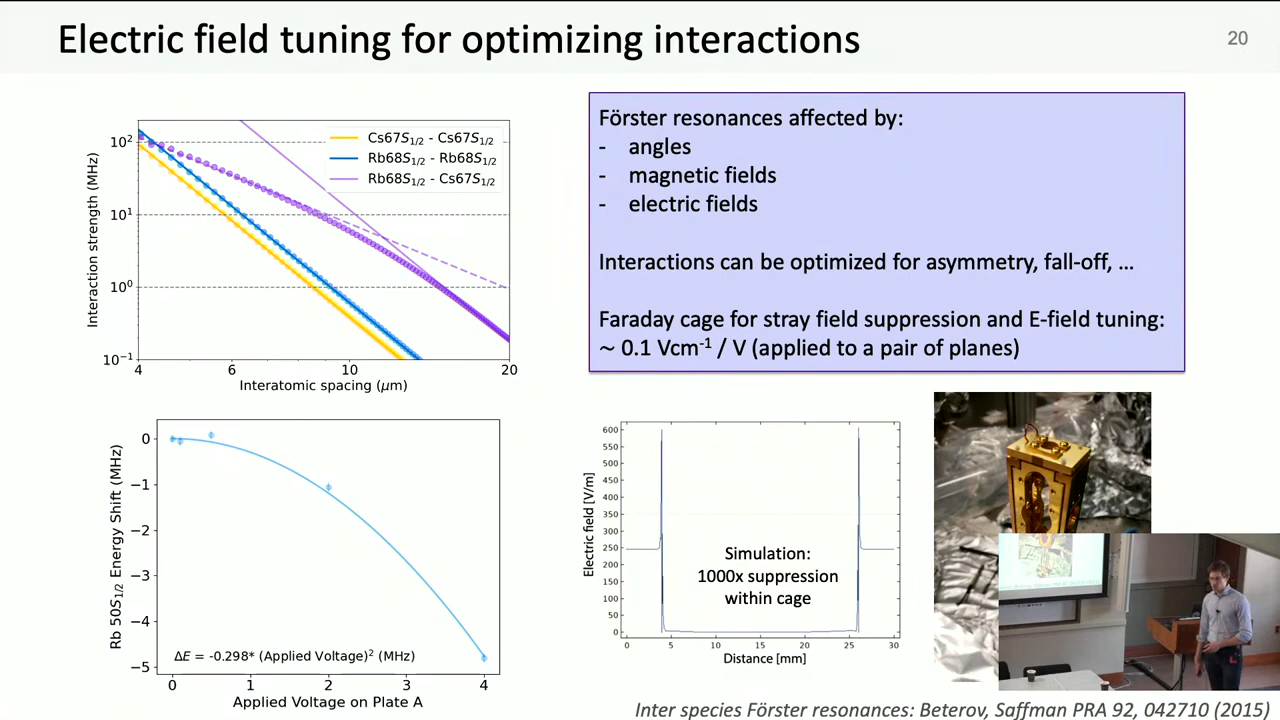 Electric field tuning for optimizing interactions
20
Interaction strength (MHz)
10²
10¹
10⁰
10⁻¹
Cs67S₁/₂ - Cs67S₁/₂
Rb68S₁/₂ - Rb68S₁/₂
Rb68S₁/₂ - Cs67S₁/₂
4 6 10 20
Interatomic spacing (μm)
Förster resonances affected by:
- angles
- magnetic fields
- electric fields
Interactions can be optimized for asymmetry, fall-off, ...
Faraday cage for stray field suppression and E-field tuning:
~ 0.1 Vcm⁻¹ / V (applied to a pair of planes)
Rb 50S₁/₂ Energy Shift (MHz)
0
−1
−2
−3
−4
−5
ΔE = -0.298* (Applied Voltage)² (MHz)
0 1 2 3 4
Applied Voltage on Plate A
Electric field [V/m]
600
550
500
450
400
350
300
250
200
150
100
50
0
Simulation:
1000x suppression
within cage
0 5 10 15 20 25 30
Distance [mm]
Inter species Förster resonances: Beterov, Saffman PRA 92, 042710 (2015)